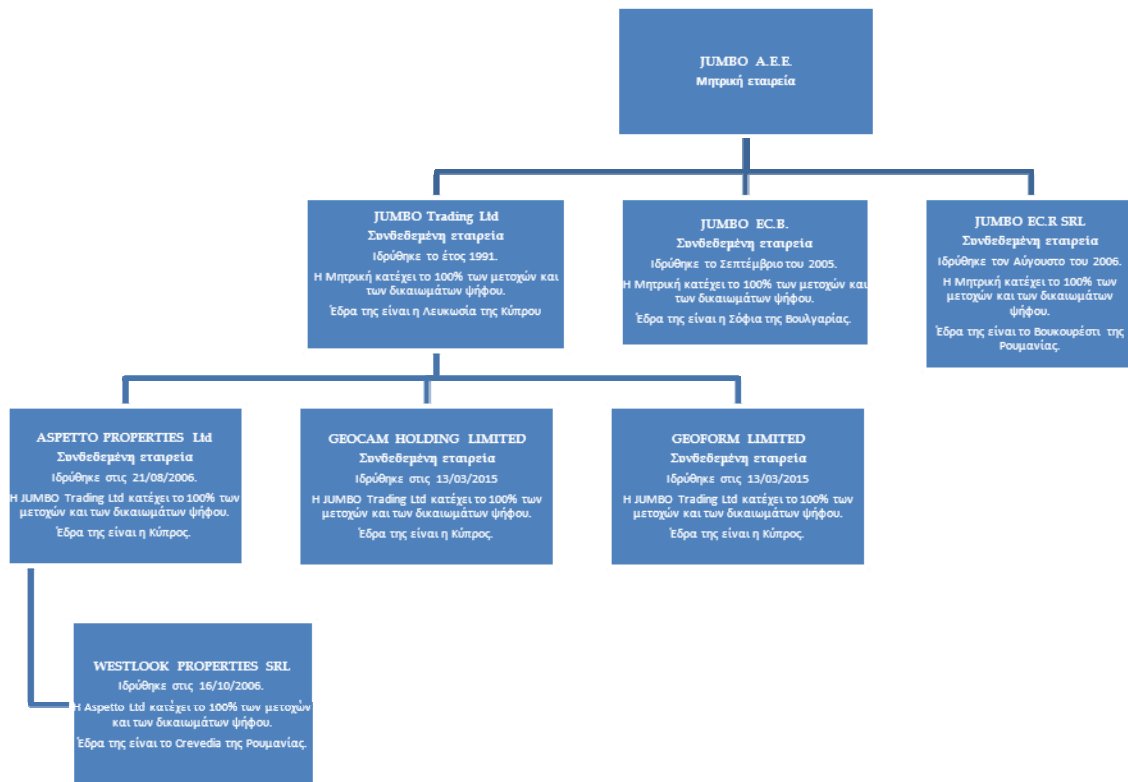 JUMBO A.E.E.
Μητρική εταιρεία
JUMBO Trading Ltd
Συνδεδεμένη εταιρεία
Ιδρύθηκε το έτος 1991.
Η Μητρική κατέχει το 100% των μετοχών και
των δικαιωμάτων ψήφου.
Έδρα της είναι η Λευκωσία της Κύπρου
JUMBO EC.B.
Συνδεδεμένη εταιρεία
Ιδρύθηκε το Σεπτέμβριο του 2005.
Η Μητρική κατέχει το 100% των μετοχών και
των δικαιωμάτων ψήφου.
Έδρα της είναι η Σόφια της Βουλγαρίας.
JUMBO EC.R SRL
Συνδεδεμένη εταιρεία
Ιδρύθηκε τον Αύγουστο του 2006.
Η Μητρική κατέχει το 100% των
μετοχών και των δικαιωμάτων
ψήφου.
Έδρα της είναι το Βουκουρέστι της
Ρουμανίας.
ASPETTO PROPERTIES Ltd
Συνδεδεμένη εταιρεία
Ιδρύθηκε στις 21/08/2006.
Η JUMBO Trading Ltd κατέχει το 100% των
μετοχών και των δικαιωμάτων ψήφου.
Έδρα της είναι η Κύπρος.
GEOCAM HOLDING LIMITED
Συνδεδεμένη εταιρεία
Ιδρύθηκε στις 13/03/2015
Η JUMBO Trading Ltd κατέχει το 100% των
μετοχών και των δικαιωμάτων ψήφου.
Έδρα της είναι η Κύπρος.
GEOFORM LIMITED
Συνδεδεμένη εταιρεία
Ιδρύθηκε στις 13/03/2015
Η JUMBO Trading Ltd κατέχει το 100% των
μετοχών και των δικαιωμάτων ψήφου.
Έδρα της είναι η Κύπρος.
WESTLOOK PROPERTIES SRL
Ιδρύθηκε στις 16/10/2006.
Η Aspetto Ltd κατέχει το 100% των μετοχών
και των δικαιωμάτων ψήφου.
Έδρα της είναι το Crevedia της Ρουμανίας.